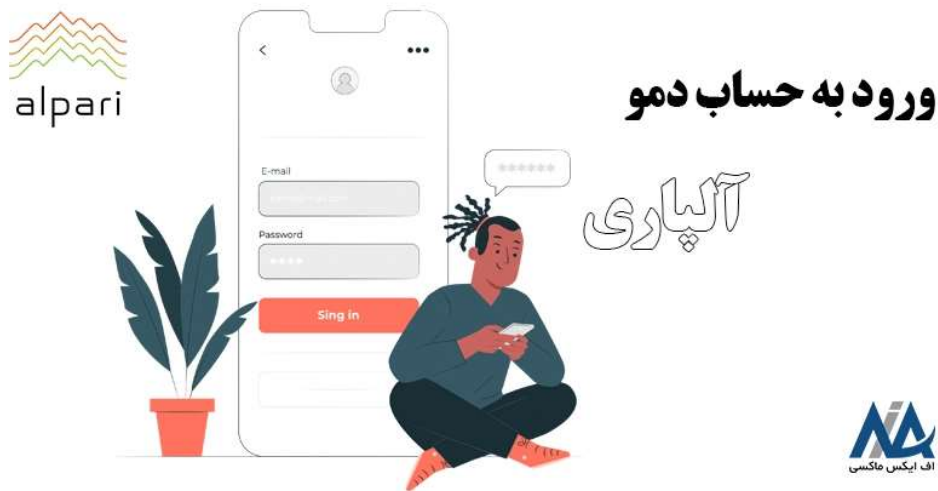 alpari
ورود به حساب دمو
آلپاری
E-mail
Password
Sing in
اف ایکس ماکسی